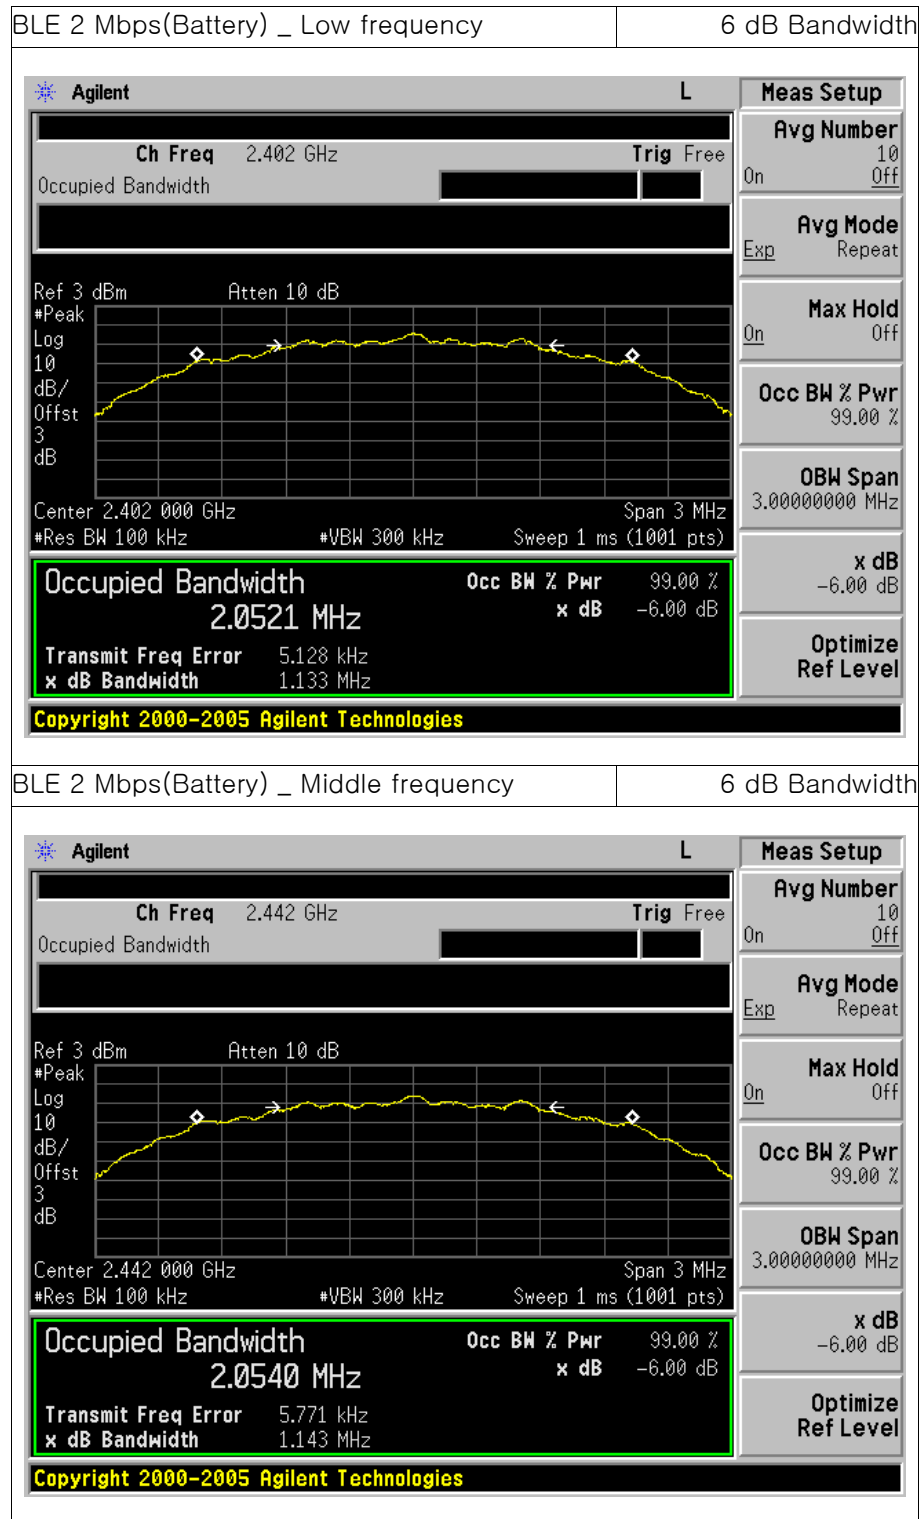 BLE 2 Mbps(Battery) _ Low frequency 6 dB Bandwidth
Agilent L Meas Setup
Ch Freq 2.402 GHz Trig Free
Occupied Bandwidth
Avg Number
10
On Off
Avg Mode
Exp Repeat
Max Hold
On Off
Occ BW % Pwr
99.00 %
OBW Span
3.00000000 MHz
x dB
-6.00 dB
Optimize
Ref Level
Ref 3 dBm Atten 10 dB
#Peak
Log
10
dB/
Offst
3
dB
Center 2.402 000 GHz Span 3 MHz
#Res BW 100 kHz #VBW 300 kHz Sweep 1 ms (1001 pts)
Occupied Bandwidth Occ BW % Pwr 99.00 %
2.0521 MHz x dB -6.00 dB
Transmit Freq Error 5.128 kHz
x dB Bandwidth 1.133 MHz
Copyright 2000-2005 Agilent Technologies
BLE 2 Mbps(Battery) _ Middle frequency 6 dB Bandwidth
Agilent L Meas Setup
Ch Freq 2.442 GHz Trig Free
Occupied Bandwidth
Avg Number
10
On Off
Avg Mode
Exp Repeat
Max Hold
On Off
Occ BW % Pwr
99.00 %
OBW Span
3.00000000 MHz
x dB
-6.00 dB
Optimize
Ref Level
Ref 3 dBm Atten 10 dB
#Peak
Log
10
dB/
Offst
3
dB
Center 2.442 000 GHz Span 3 MHz
#Res BW 100 kHz #VBW 300 kHz Sweep 1 ms (1001 pts)
Occupied Bandwidth Occ BW % Pwr 99.00 %
2.0540 MHz x dB -6.00 dB
Transmit Freq Error 5.771 kHz
x dB Bandwidth 1.143 MHz
Copyright 2000-2005 Agilent Technologies